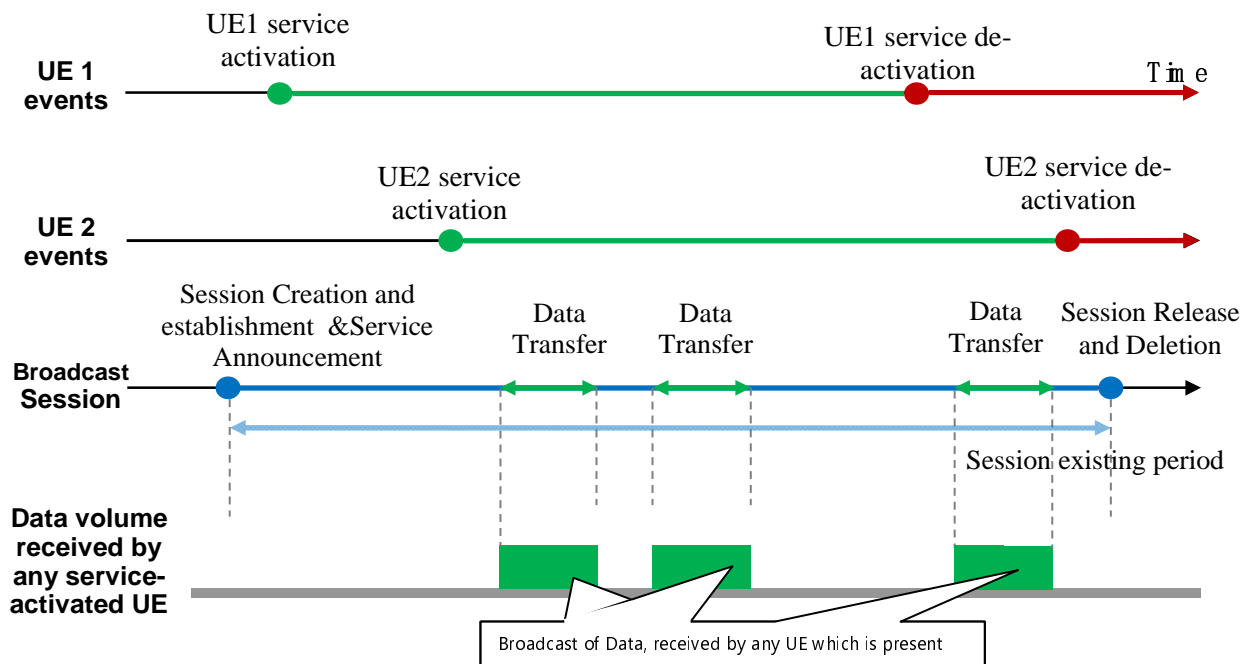 UE1 service
activation
UE1 service de-
activation
Time
UE 1
events
UE2 service
activation
UE2 service de-
activation
UE 2
events
Session Creation and
establishment &Service
Announcement
Data
Transfer
Data
Transfer
Data
Transfer
Session Release
and Deletion
Broadcast
Session
Session existing period
Data volume
received by
any service-
activated UE
Broadcast of Data, received by any UE which is present